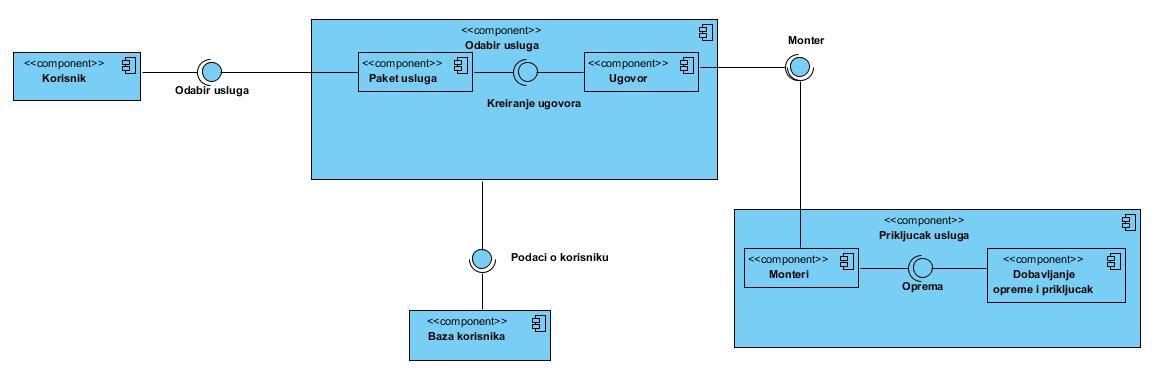 <<component>>
Korisnik
Odabir usluga
<<component>>
Odabir usluga
<<component>>
Paket usluga
Kreiranje ugovora
<<component>>
Ugovor
Monter
Podaci o korisniku
<<component>>
Baza korisnika
<<component>>
Prikljucak usluga
<<component>>
Monteri
Oprema
<<component>>
Dobavljanje
opreme i prikljucak